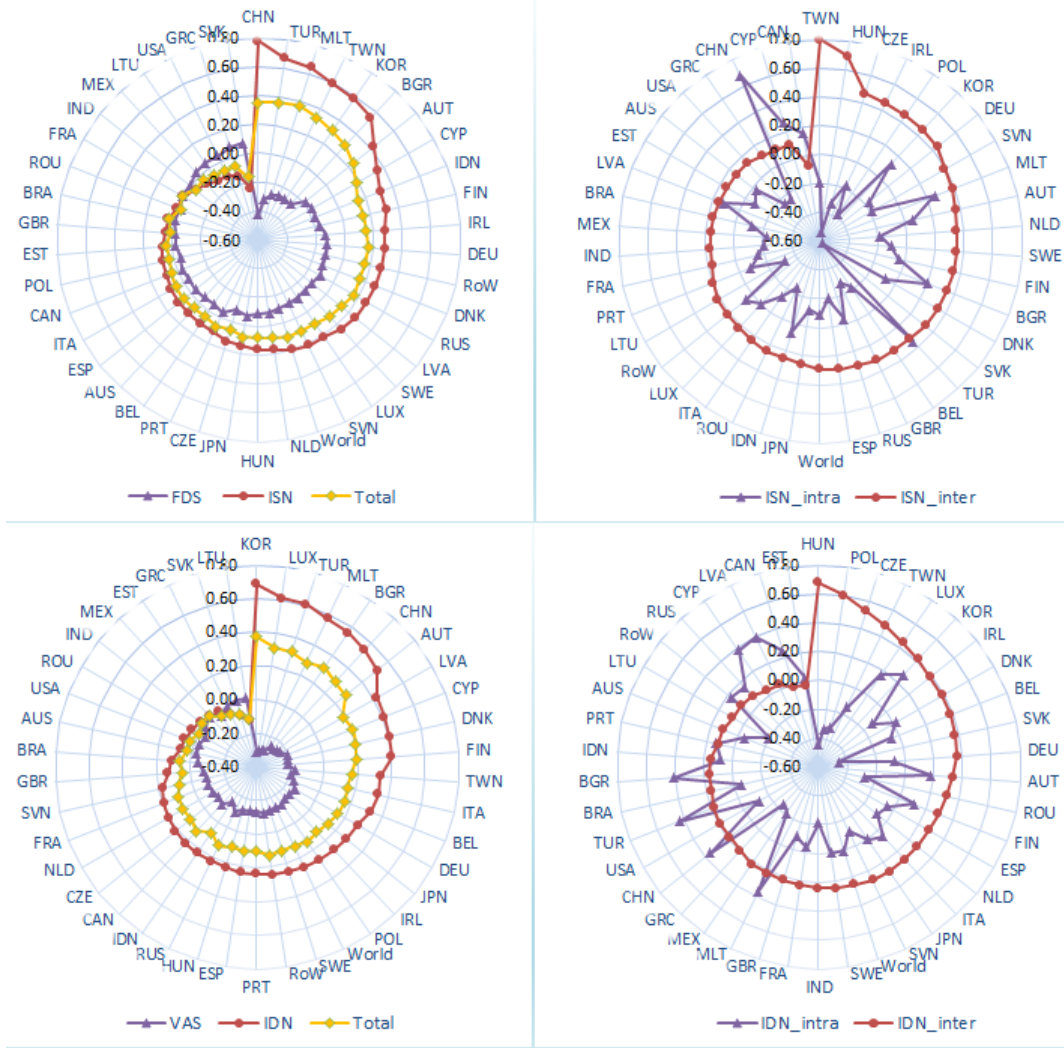 CHN
TUR
MLT
TWN
KOR
BGR
AUT
CYP
IDN
FIN
IRL
DEU
RoW
DNK
RUS
LVA
SWE
LUX
SVN
World
NLD
HUN
JPN
CZE
PRT
BEL
AUS
ESP
ITA
CAN
POL
EST
GBR
BRA
ROU
FRA
IND
MEX
LTU
USA
GRC
SVK
0.80
0.60
0.40
0.20
0.00
-0.20
-0.40
-0.60
FDS ISN Total
TWN
HUN
CZE
IRL
POL
KOR
DEU
SVN
MLT
AUT
NLD
SWE
FIN
BGR
DNK
SVK
TUR
BEL
GBR
RUS
ESP
World
JPN
IDN
ROU
ITA
LUX
RoW
LTU
PRT
FRA
IND
MEX
BRA
LVA
EST
AUS
USA
GRC
CHN
CYP
CAN
0.80
0.60
0.40
0.20
0.00
-0.20
-0.40
-0.60
ISN_intra ISN_inter
KOR
LUX
TUR
MLT
BGR
CHN
AUT
LVA
CYP
DNK
FIN
TWN
ITA
BEL
DEU
JPN
IRL
POL
World
SWE
RoW
PRT
ESP
HUN
RUS
IDN
CAN
CZE
NLD
FRA
SVN
GBR
BRA
AUS
USA
ROU
IND
MEX
EST
GRC
SVK
LTU
0.80
0.60
0.40
0.20
0.00
-0.20
-0.40
VAS IDN Total
HUN
POL
CZE
TWN
LUX
KOR
IRL
DNK
BEL
SVK
DEU
AUT
ROU
FIN
ESP
NLD
ITA
JPN
SVN
World
SWE
IND
FRA
GBR
MLT
MEX
GRC
CHN
USA
TUR
BRA
BGR
IDN
PRT
AUS
LTU
RoW
RUS
CYP
LVA
CAN
EST
0.80
0.60
0.40
0.20
0.00
-0.20
-0.40
-0.60
IDN_intra IDN_inter